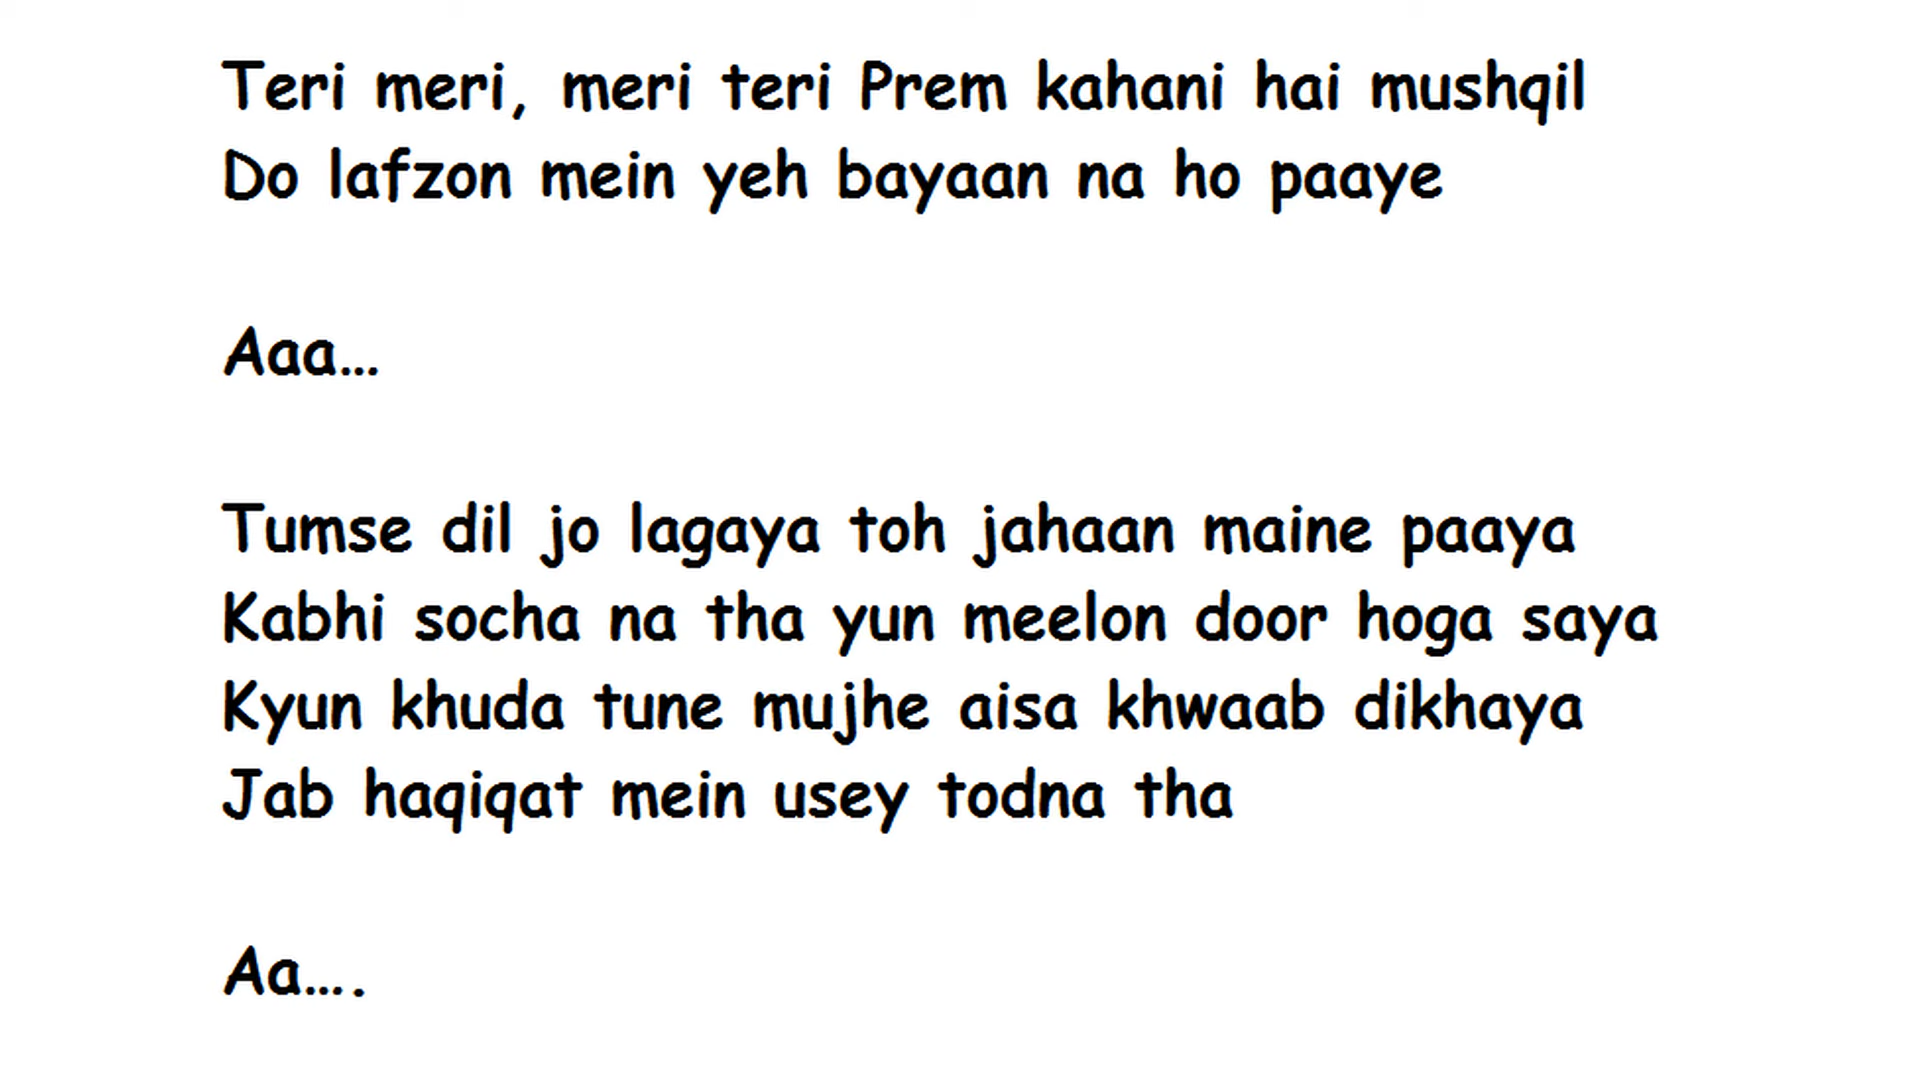 Teri meri, meri teri Prem kahani hai mushqil
Do lafzon mein yeh bayaan na ho paaye
Aaa...
Tumse dil jo lagaya toh jahaan maine paaya
Kabhi socha na tha yun meelon door hoga saya
Kyun khuda tune mujhe aisa khwaab dikhaya
Jab haqiqat mein usey todna tha
Aa....